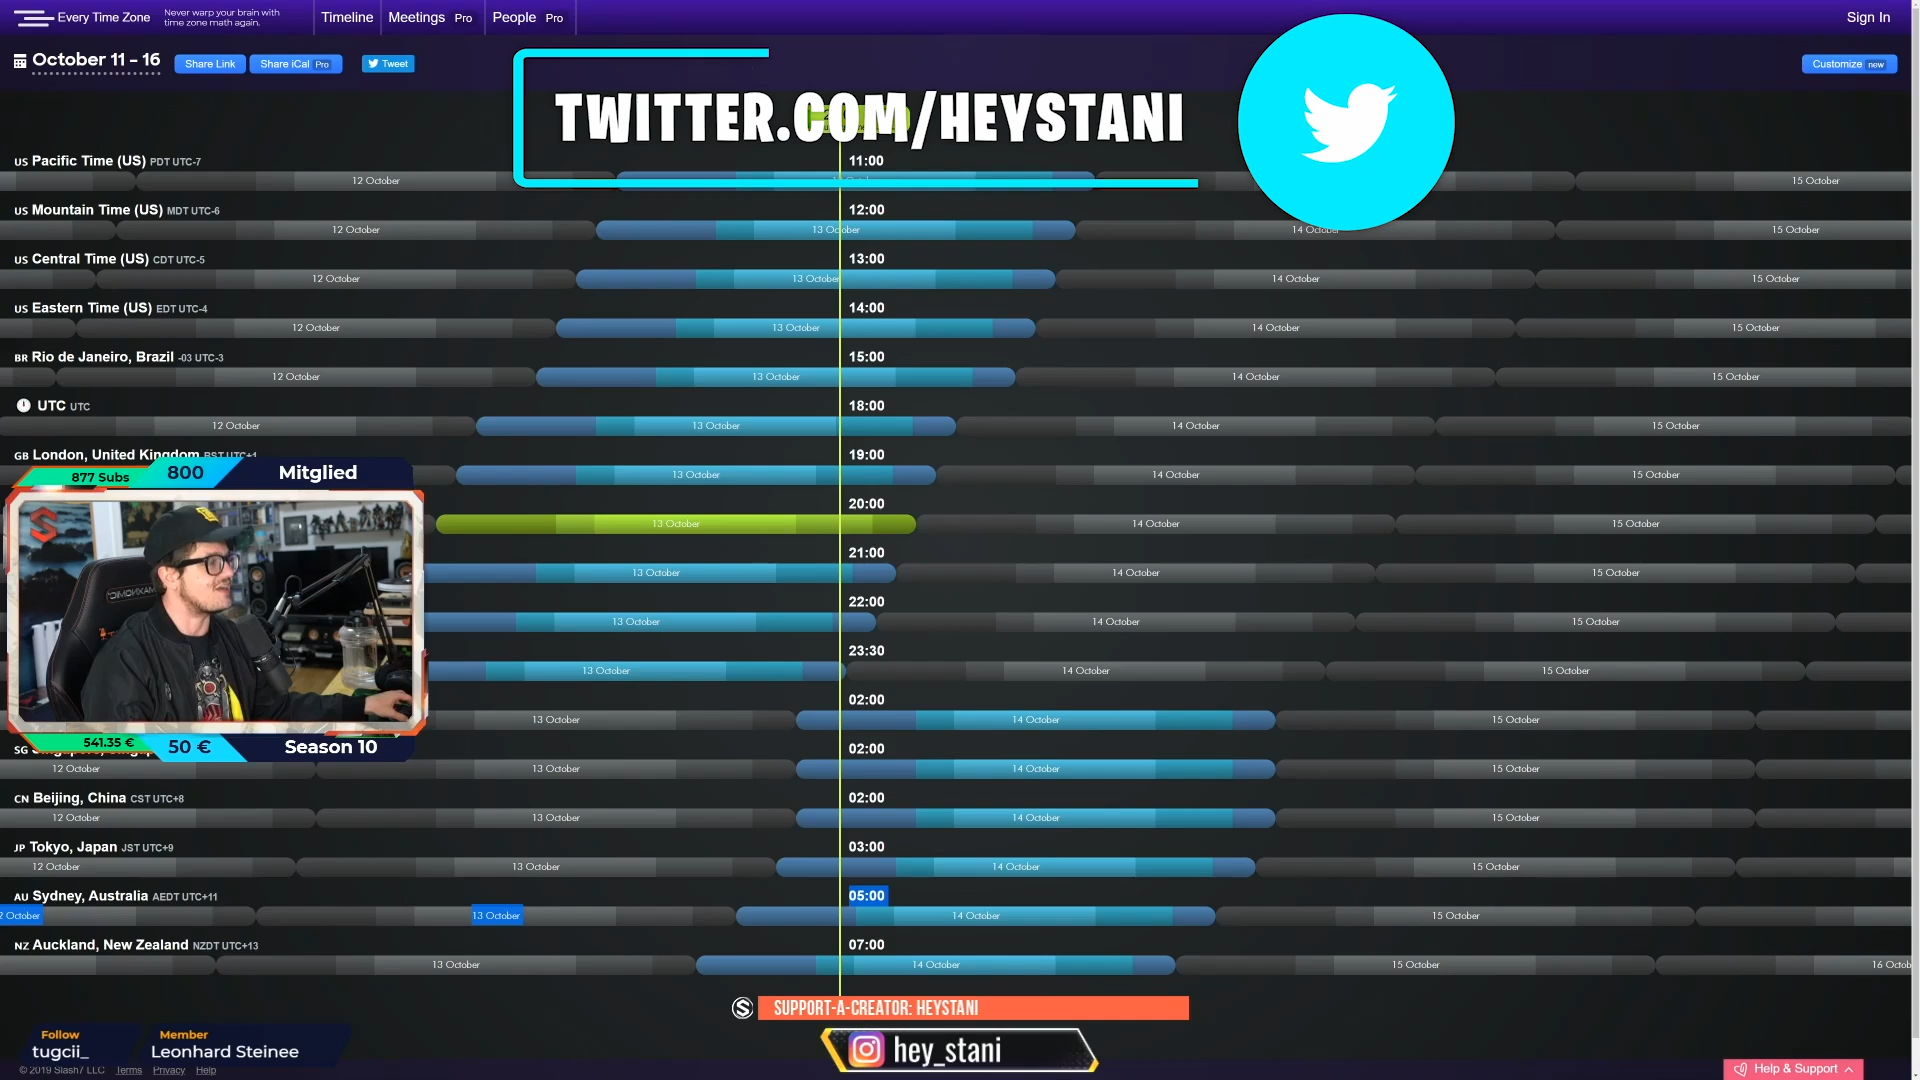 Every Time Zone
Never warp your brain with
time zone math again.
Timeline
Meetings Pro
People Pro
Sign In
October 11 – 16
Share Link
Share iCal Pro
Tweet
Customize new
TWITTER.COM/HEYSTANI
US Pacific Time (US) PDT UTC-7
11:00
12 October
15 October
US Mountain Time (US) MDT UTC-6
12:00
12 October 13 October 14 October 15 October
US Central Time (US) CDT UTC-5
13:00
12 October 13 October 14 October 15 October
US Eastern Time (US) EDT UTC-4
14:00
12 October 13 October 14 October 15 October
BR Rio de Janeiro, Brazil -03 UTC-3
15:00
12 October 13 October 14 October 15 October
UTC UTC
18:00
12 October 13 October 14 October 15 October
GB London, United Kingdom BST UTC+1
19:00
13 October 14 October 15 October
877 Subs
800
Mitglied
20:00
13 October 14 October 15 October
21:00
13 October 14 October 15 October
22:00
13 October 14 October 15 October
23:30
13 October 14 October 15 October
02:00
13 October 14 October 15 October
541.35 €
50 €
Season 10
SG
02:00
12 October 13 October 14 October 15 October
CN Beijing, China CST UTC+8
02:00
12 October 13 October 14 October 15 October
JP Tokyo, Japan JST UTC+9
03:00
12 October 13 October 14 October 15 October
AU Sydney, Australia AEDT UTC+11
05:00
2 October 13 October 14 October 15 October
NZ Auckland, New Zealand NZDT UTC+13
07:00
13 October 14 October 15 October 16 Octob
SUPPORT-A-CREATOR: HEYSTANI
hey_stani
Follow
tugcii_
Member
Leonhard Steinee
© 2019 Slash7 LLC Terms Privacy Help
Help & Support